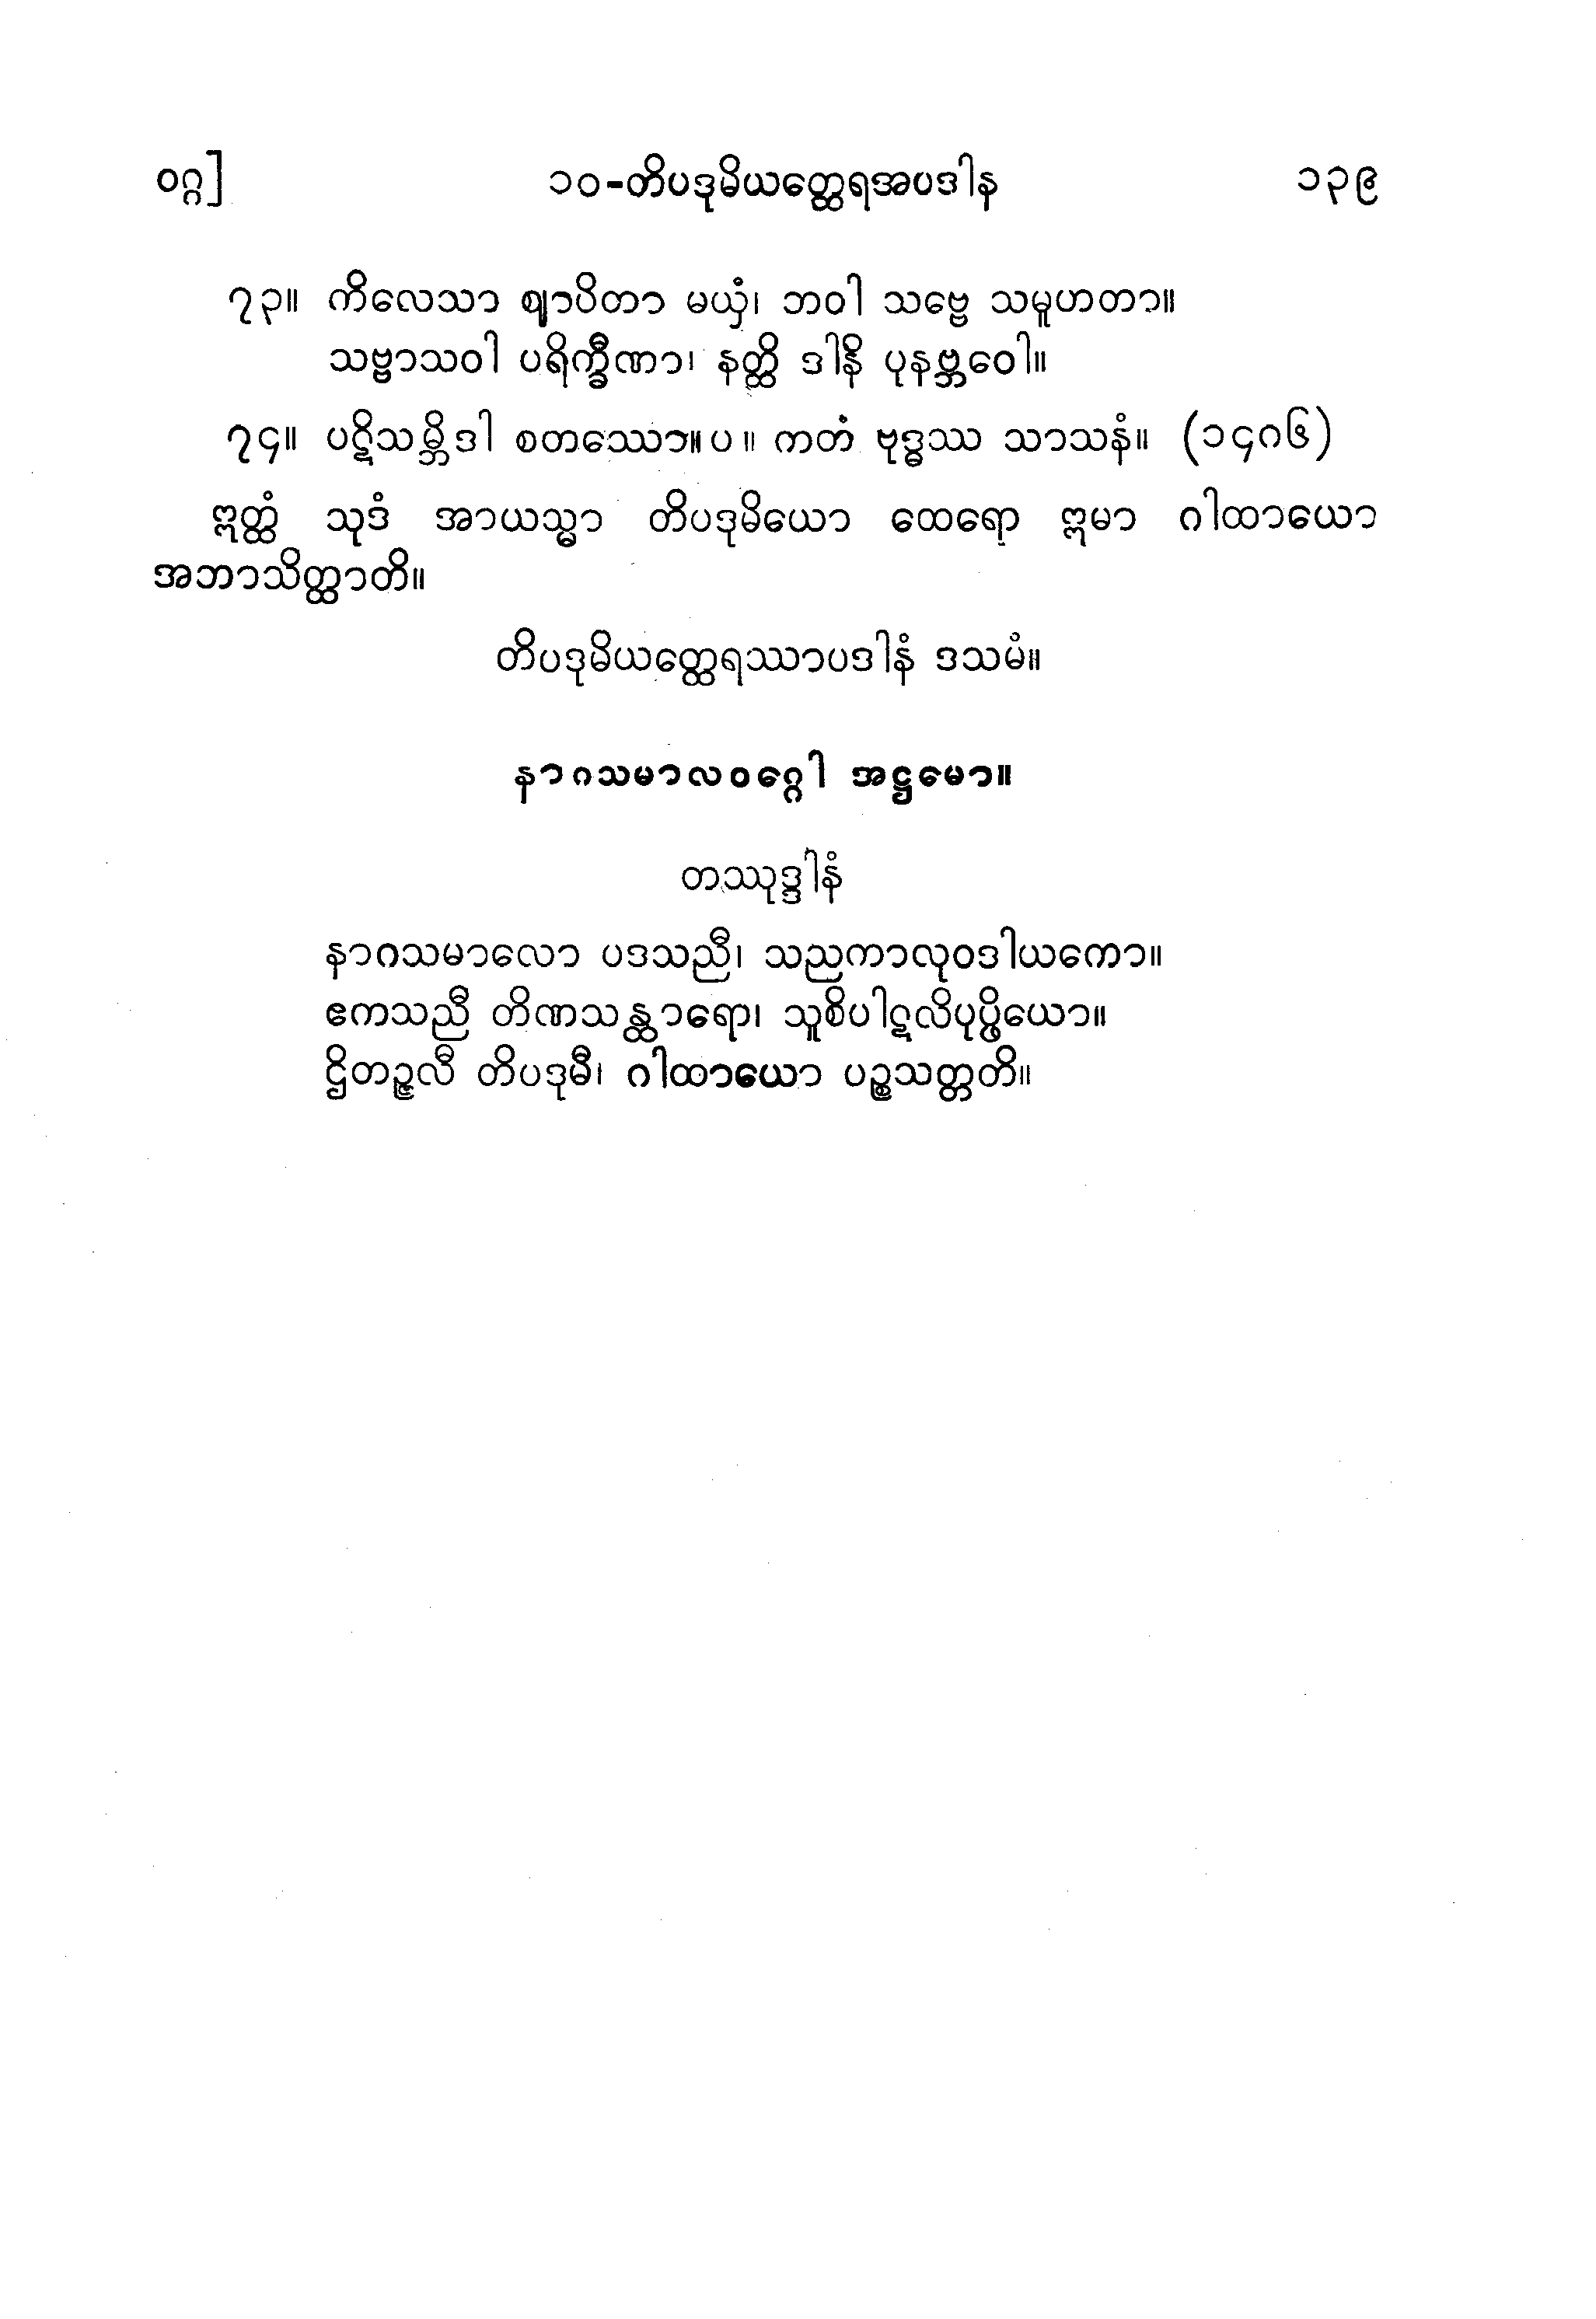 ဝဂ္ဂ]
၁၀-တိပဒုမိယတ္ထေရအပဒါန
၁၃၉
၇၃။ ကိလေသာ ဈာပိတာ မယှံ၊ ဘဝါ သဗ္ဗေ သမူဟတာ။
သဗ္ဗာသဝါ ပရိက္ခီဏာ၊ နတ္ထိ ဒါနိ ပုနဗ္ဘဝေါ။
၇၄။ ပဋိသမ္ဘိဒါ စတဿော။ပ။ ကတံ ဗုဒ္ဓဿ သာသနံ။ (၁၄၈၆)
ဣတ္ထံ သုဒံ အာယသ္မာ တိပဒုမိယော ထေရော ဣမာ ဂါထာယော
အဘာသိတ္ထာတိ။
တိပဒုမိယတ္ထေရဿာပဒါနံ ဒသမံ။
နာဂသမာလဝဂ္ဂေါ အဋ္ဌမော။
တဿုဒ္ဒါနံ
နာဂသမာလော ပဒသညီ၊ သညကာလုဝဒါယကော။
ဧကသညီ တိဏသန္ထာရော၊ သူစိပါဋလိပုပ္ဖိယော။
ဌိတဉ္ဇလီ တိပဒုမီ၊ ဂါထာယော ပဉ္စသတ္တတိ။